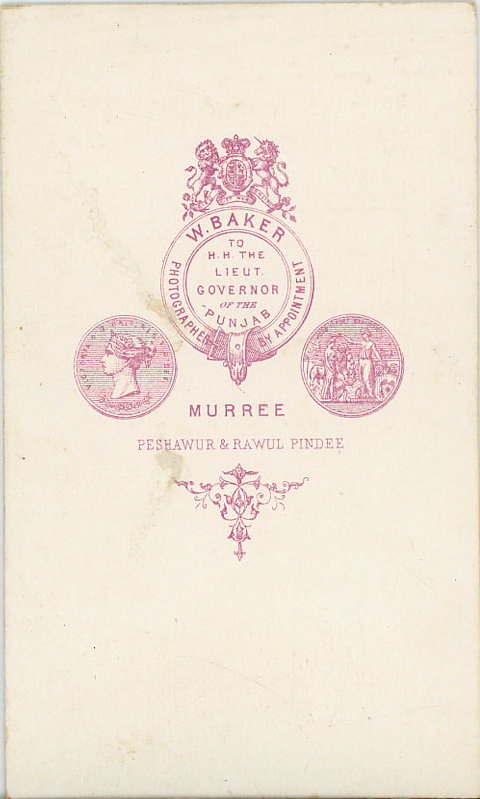 W. BAKER
PHOTOGRAPHER BY APPOINTMENT
TO
H. H. THE
LIEUT.
GOVERNOR
OF THE
PUNJAB
MURREE
PESHAWUR & RAWUL PINDEE